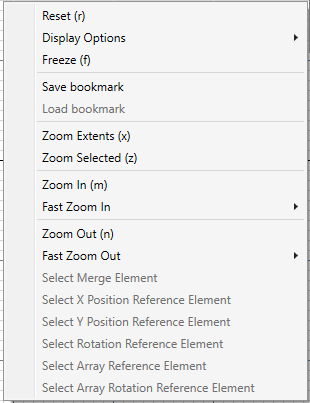 Reset (r)
Display Options
Freeze (f)
Save bookmark
Load bookmark
Zoom Extents (x)
Zoom Selected (z)
Zoom In (m)
Fast Zoom In
Zoom Out (n)
Fast Zoom Out
Select Merge Element
Select X Position Reference Element
Select Y Position Reference Element
Select Rotation Reference Element
Select Array Reference Element
Select Array Rotation Reference Element